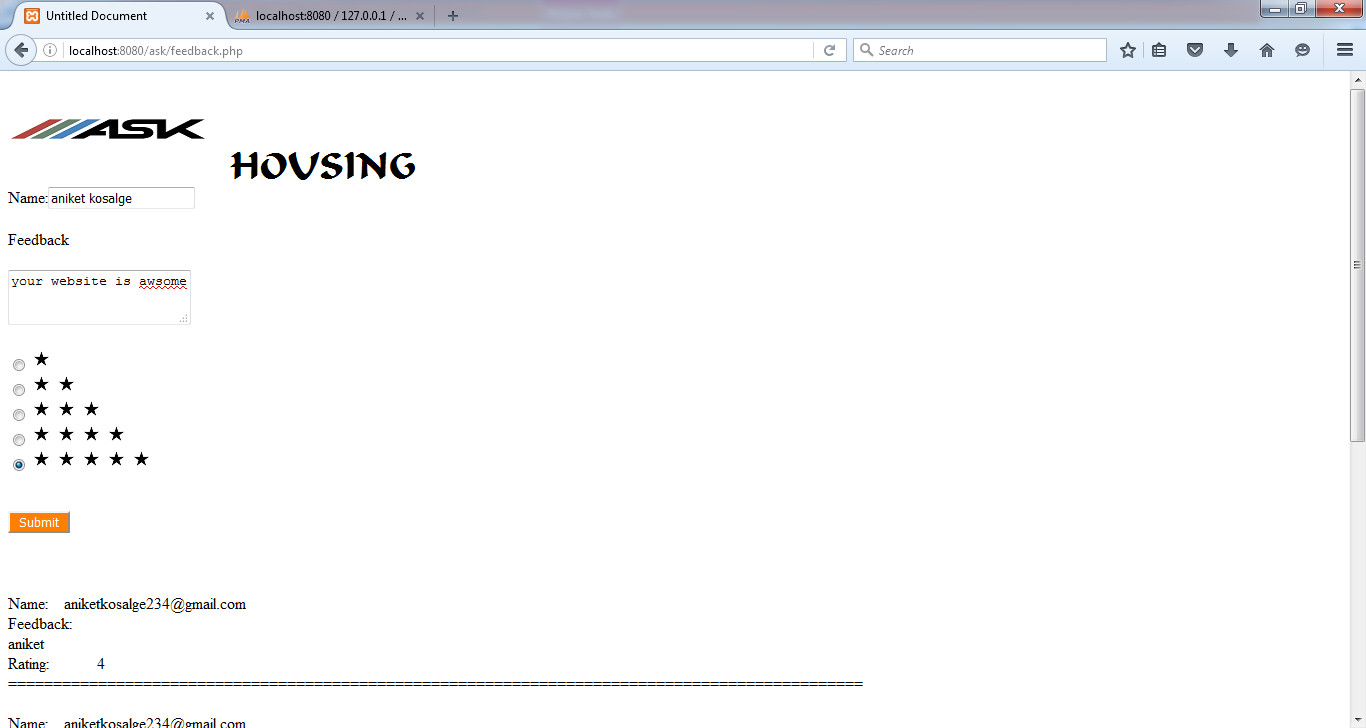 Untitled Document
localhost:8080 / 127.0.0.1 / ...
localhost:8080/ask/feedback.php
Search
ASK
HOUSING
Name: aniket kosalge
Feedback
your website is awsome
★
★ ★
★ ★ ★
★ ★ ★ ★
★ ★ ★ ★ ★
Submit
Name: aniketkosalge234@gmail.com
Feedback:
aniket
Rating: 4
===============================================================================================
Name: aniketkosalge234@gmail.com